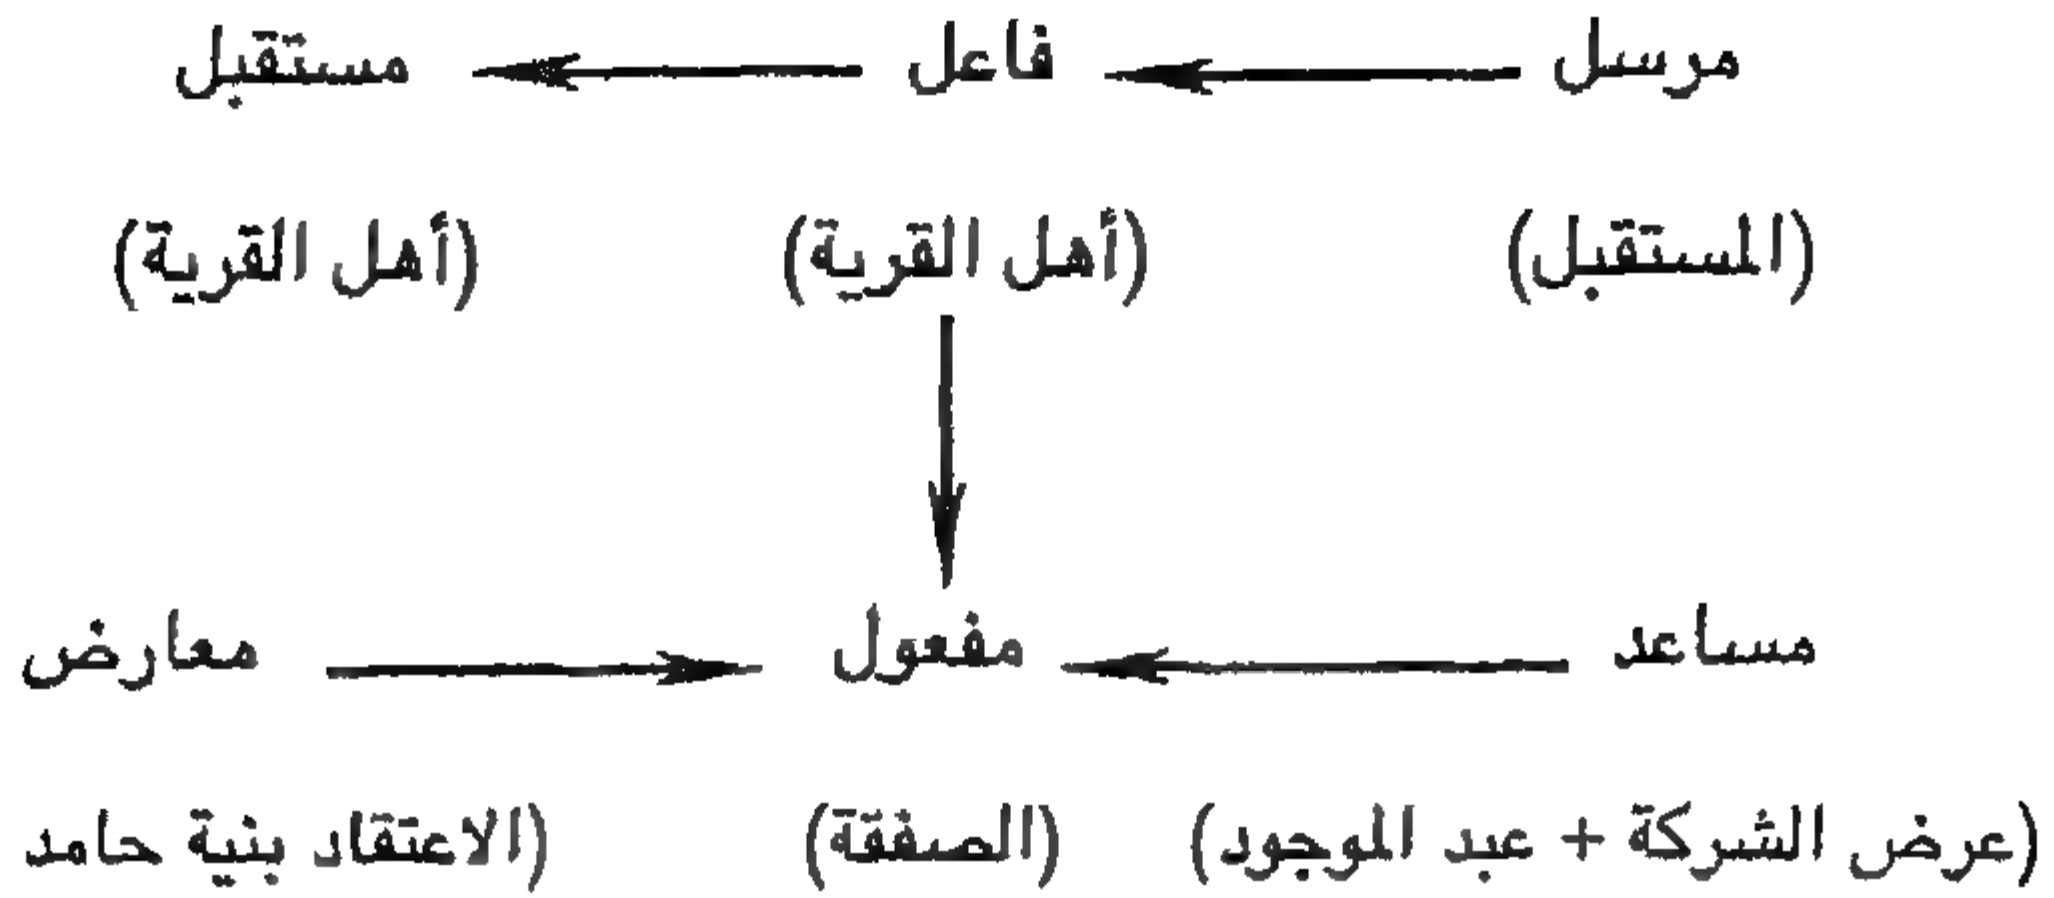 مرسل فاعل مستقبل
(المستقبل) (أهل القرية) (أهل القرية)
مساعد مفعول معارض
(عرض الشركة + عبد الموجود) (الصفقة) (الاعتقاد بنية حامد